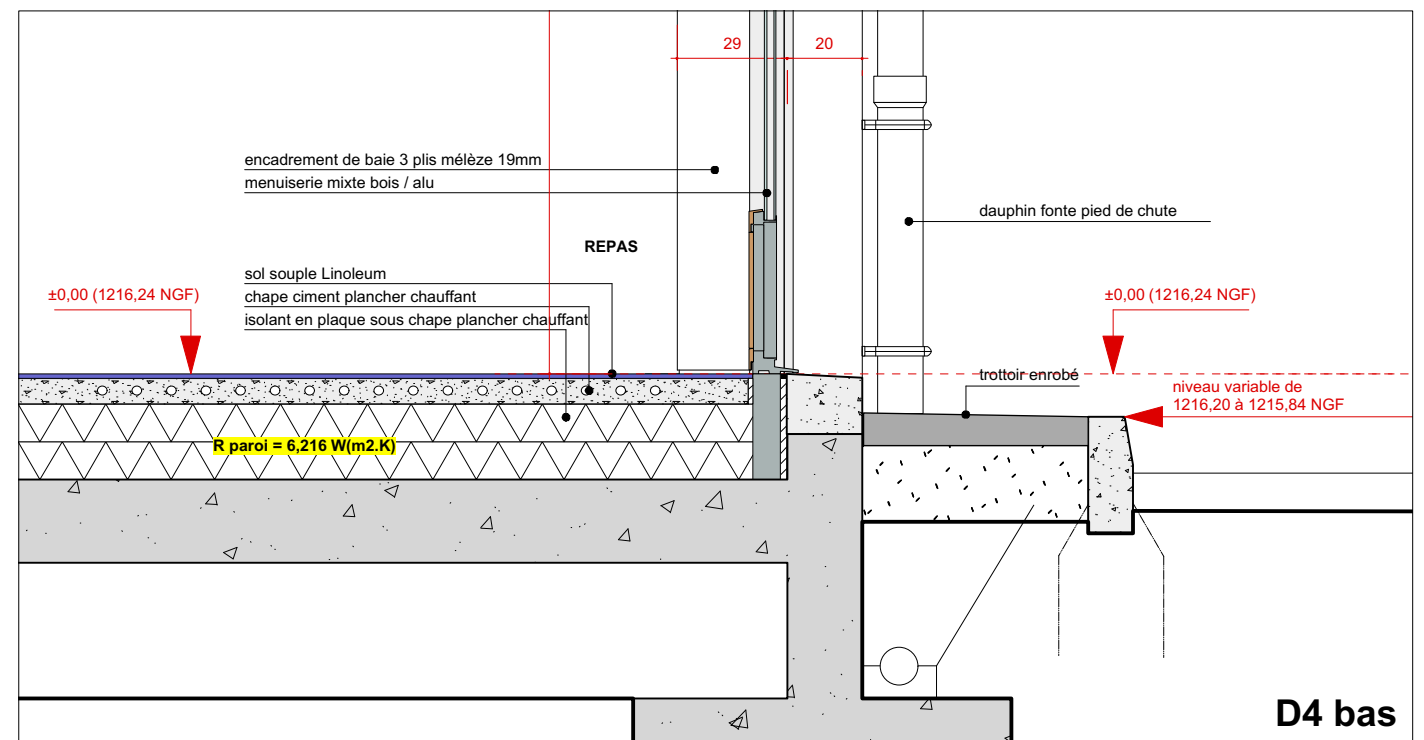 29
20
encadrement de baie 3 plis mélèze 19mm
menuiserie mixte bois / alu
dauphin fonte pied de chute
REPAS
sol souple Linoleum
chape ciment plancher chauffant
isolant en plaque sous chape plancher chauffant
±0,00 (1216,24 NGF)
±0,00 (1216,24 NGF)
trottoir enrobé
niveau variable de
1216,20 à 1215,84 NGF
R paroi = 6,216 W(m2.K)
D4 bas